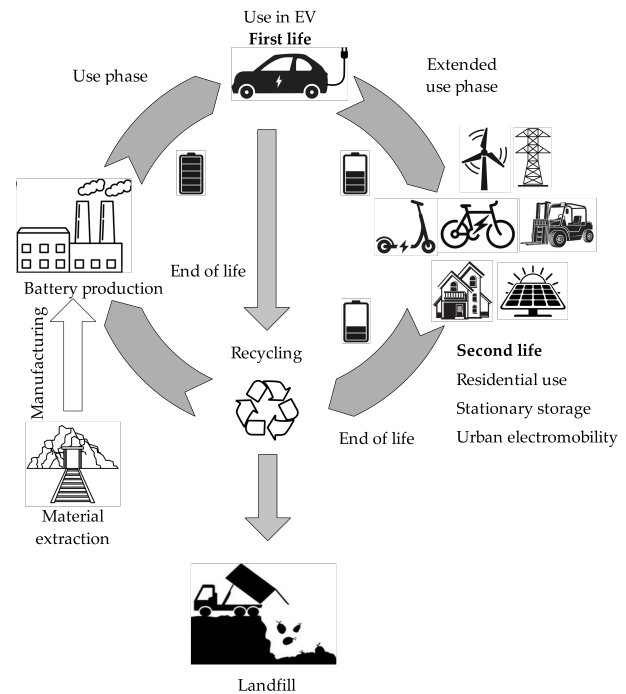 Use in EV
First life
Use phase
Extended
use phase
End of life
Battery production
Manufacturing
Recycling
Second life
Residential use
Stationary storage
Urban electromobility
End of life
Material
extraction
Landfill